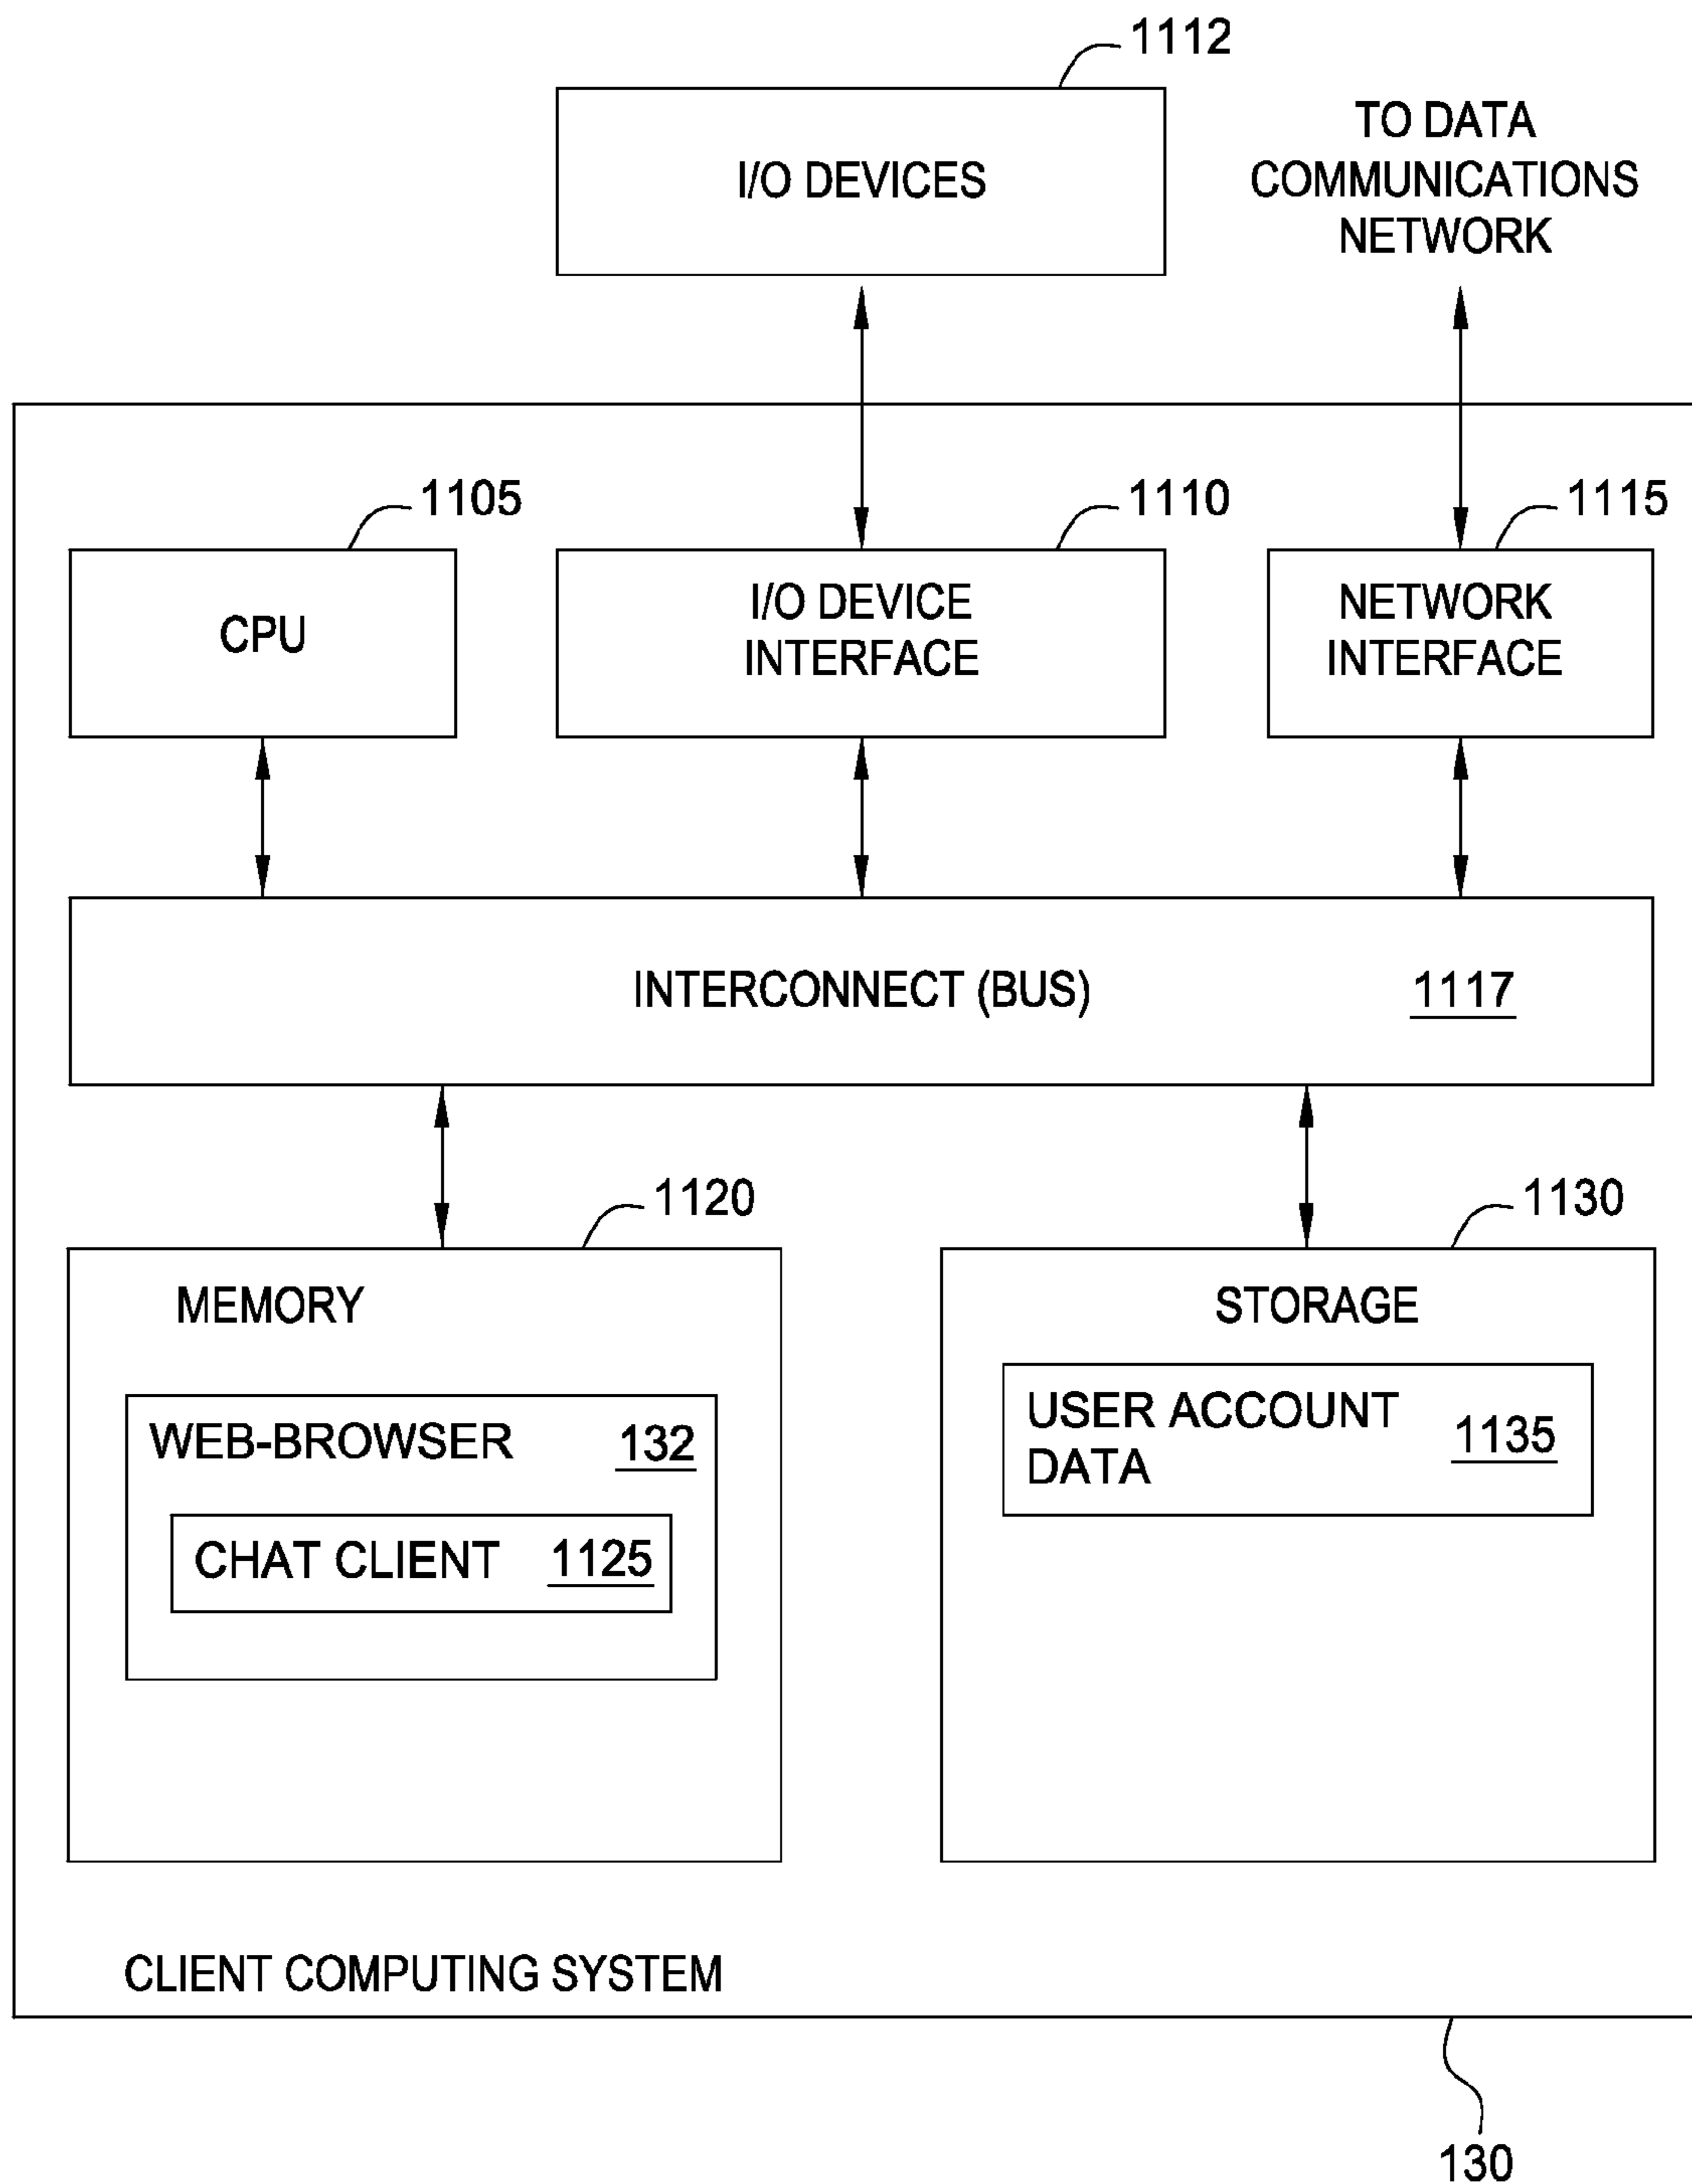 1112
I/O DEVICES
TO DATA
COMMUNICATIONS
NETWORK
1105
1110
1115
CPU
I/O DEVICE
INTERFACE
NETWORK
INTERFACE
INTERCONNECT (BUS) 1117
1120
1130
MEMORY
WEB-BROWSER 132
CHAT CLIENT 1125
STORAGE
USER ACCOUNT
DATA
1135
CLIENT COMPUTING SYSTEM
130